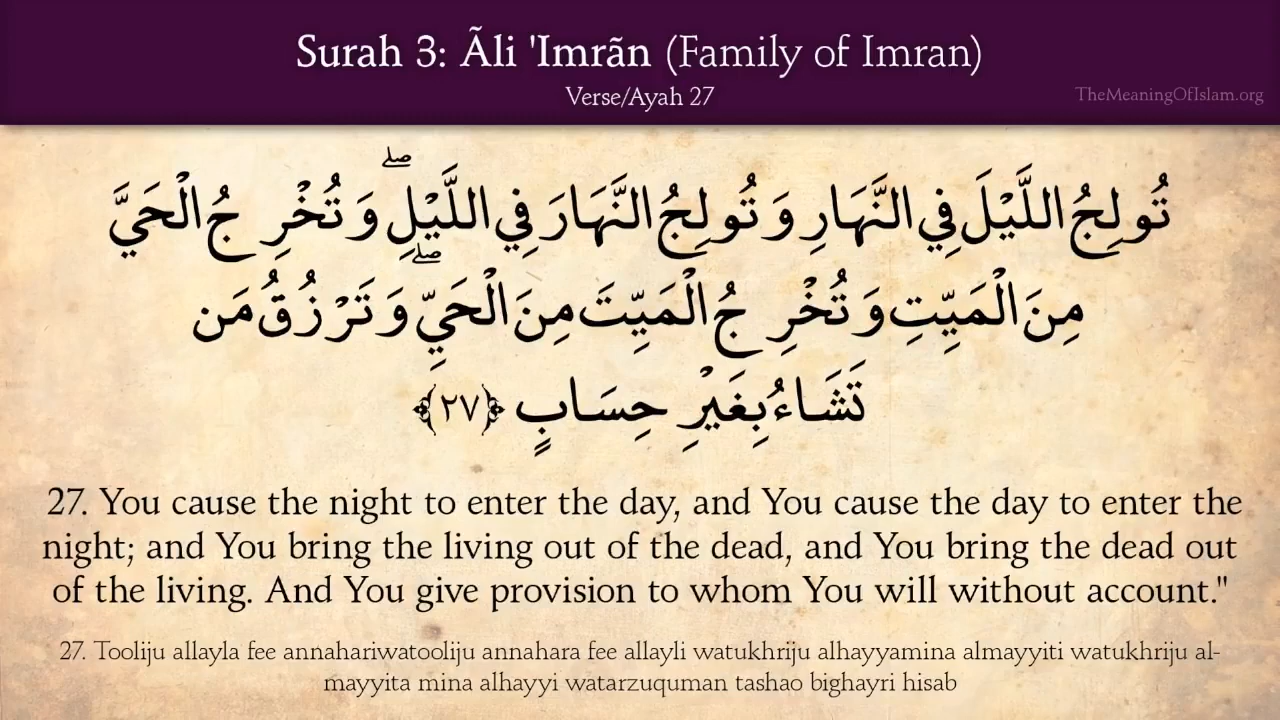 Surah 3: Ãli 'Imrãn (Family of Imran)
Verse/Ayah 27
TheMeaningOfIslam.org
تُولِجُ اللَّيْلَ فِي النَّهَارِ وَتُولِجُ النَّهَارَ فِي اللَّيْلِ ۖ وَتُخْرِجُ الْحَيَّ
مِنَ الْمَيِّتِ وَتُخْرِجُ الْمَيِّتَ مِنَ الْحَيِّ ۖ وَتَرْزُقُ مَن
تَشَاءُ بِغَيْرِ حِسَابٍ ﴿٢٧﴾
27. You cause the night to enter the day, and You cause the day to enter the
night; and You bring the living out of the dead, and You bring the dead out
of the living. And You give provision to whom You will without account."
27. Tooliju allayla fee annahariwatooliju annahara fee allayli watukhriju alhayyamina almayyiti watukhriju al-
mayyita mina alhayyi watarzuquman tashao bighayri hisab